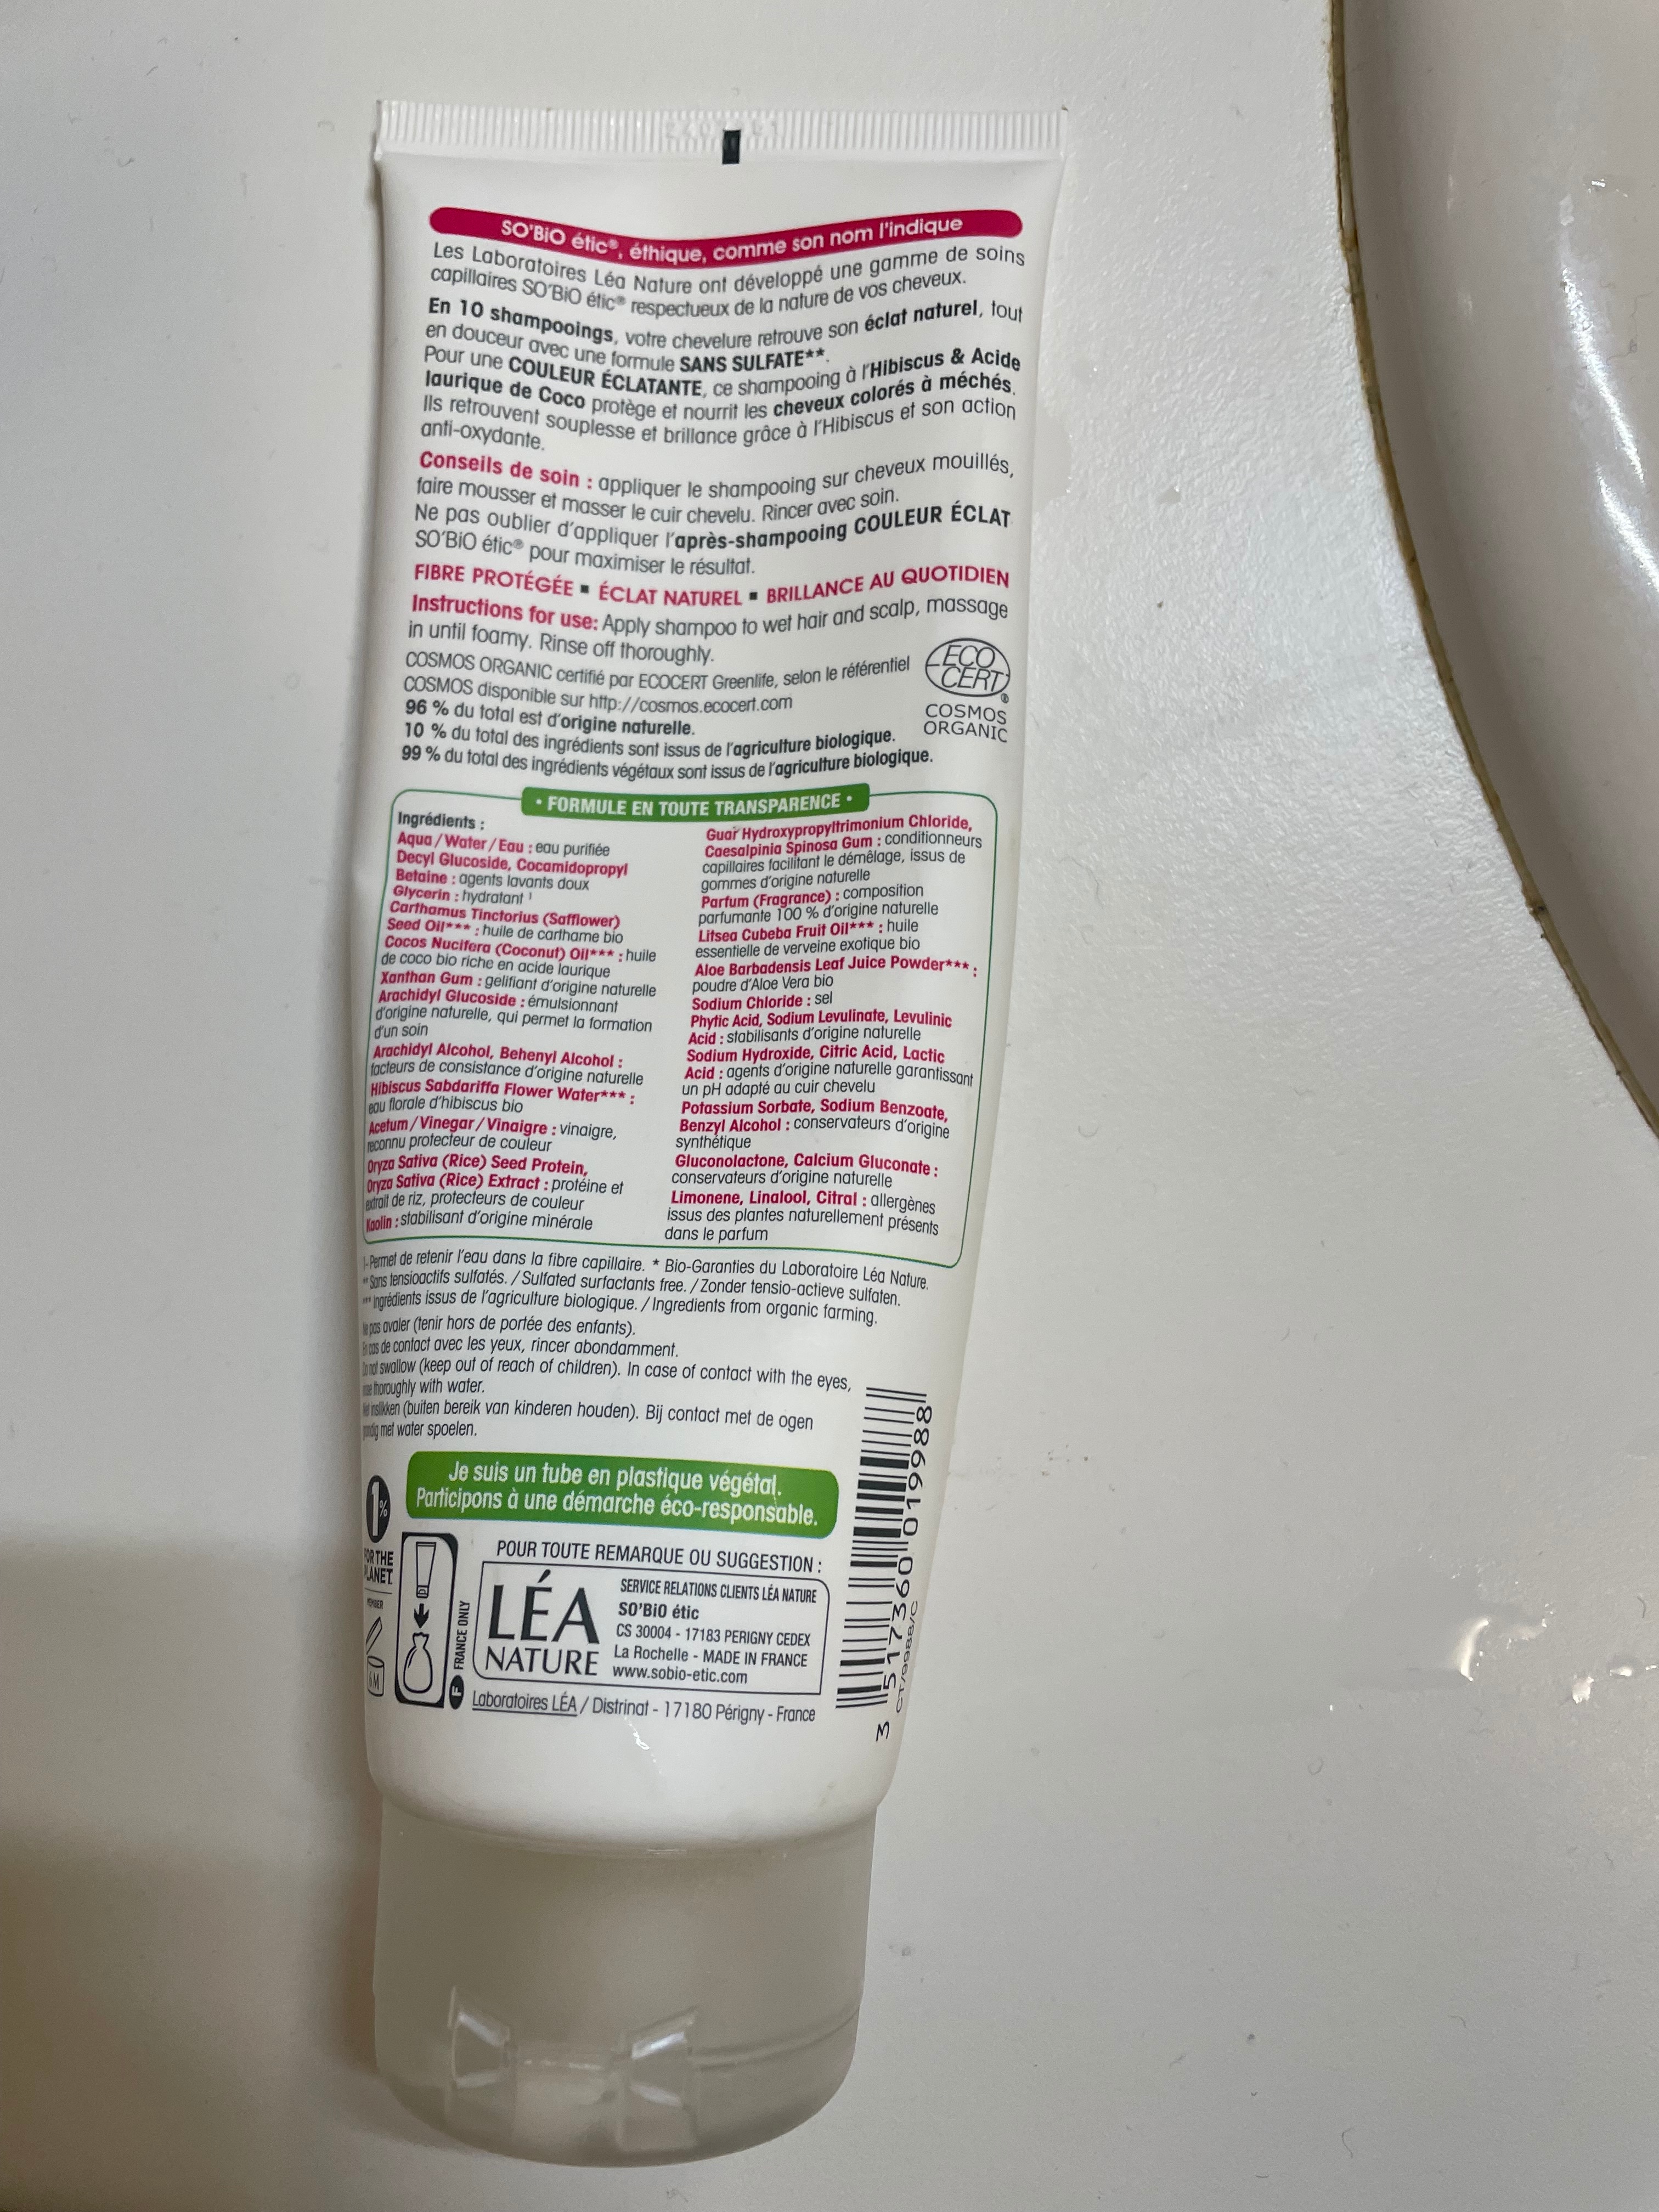 SO'BiO étic®, éthique, comme son nom l'indique
Les Laboratoires Léa Nature ont développé une gamme de soins
capillaires SO'BiO étic® respectueux de la nature de vos cheveux.
En 10 shampooings, votre chevelure retrouve son éclat naturel, tout
en douceur avec une formule SANS SULFATE**.
Pour une COULEUR ÉCLATANTE, ce shampooing à l'Hibiscus & Acide
laurique de Coco protège et nourrit les cheveux colorés à méchés.
Ils retrouvent souplesse et brillance grâce à l'Hibiscus et son action
anti-oxydante.
Conseils de soin : appliquer le shampooing sur cheveux mouillés,
faire mousser et masser le cuir chevelu. Rincer avec soin.
Ne pas oublier d'appliquer l'après-shampooing COULEUR ÉCLAT
SO'BiO étic® pour maximiser le résultat.
FIBRE PROTÉGÉE ▪ ÉCLAT NATUREL ▪ BRILLANCE AU QUOTIDIEN
Instructions for use: Apply shampoo to wet hair and scalp, massage
in until foamy. Rinse off thoroughly.
COSMOS ORGANIC certifié par ECOCERT Greenlife, selon le référentiel
COSMOS disponible sur http://cosmos.ecocert.com
96 % du total est d'origine naturelle.
10 % du total des ingrédients sont issus de l'agriculture biologique.
99 % du total des ingrédients végétaux sont issus de l'agriculture biologique.
ECO
CERT®
COSMOS
ORGANIC
• FORMULE EN TOUTE TRANSPARENCE •
Ingrédients :
Aqua / Water / Eau : eau purifiée
Decyl Glucoside, Cocamidopropyl
Betaine : agents lavants doux
Glycerin : hydratant ¹
Carthamus Tinctorius (Safflower)
Seed Oil*** : huile de carthame bio
Cocos Nucifera (Coconut) Oil*** : huile
de coco bio riche en acide laurique
Xanthan Gum : gélifiant d'origine naturelle
Arachidyl Glucoside : émulsionnant
d'origine naturelle, qui permet la formation
d'un soin
Arachidyl Alcohol, Behenyl Alcohol :
facteurs de consistance d'origine naturelle
Hibiscus Sabdariffa Flower Water*** :
eau florale d'hibiscus bio
Acetum / Vinegar / Vinaigre : vinaigre,
reconnu protecteur de couleur
Oryza Sativa (Rice) Seed Protein,
Oryza Sativa (Rice) Extract : protéine et
extrait de riz, protecteurs de couleur
Kaolin : stabilisant d'origine minérale
Guar Hydroxypropyltrimonium Chloride,
Caesalpinia Spinosa Gum : conditionneurs
capillaires facilitant le démêlage, issus de
gommes d'origine naturelle
Parfum (Fragrance) : composition
parfumante 100 % d'origine naturelle
Litsea Cubeba Fruit Oil*** : huile
essentielle de verveine exotique bio
Aloe Barbadensis Leaf Juice Powder*** :
poudre d'Aloe Vera bio
Sodium Chloride : sel
Phytic Acid, Sodium Levulinate, Levulinic
Acid : stabilisants d'origine naturelle
Sodium Hydroxide, Citric Acid, Lactic
Acid : agents d'origine naturelle garantissant
un pH adapté au cuir chevelu
Potassium Sorbate, Sodium Benzoate,
Benzyl Alcohol : conservateurs d'origine
synthétique
Gluconolactone, Calcium Gluconate :
conservateurs d'origine naturelle
Limonene, Linalool, Citral : allergènes
issus des plantes naturellement présents
dans le parfum
1- Permet de retenir l'eau dans la fibre capillaire. * Bio-Garanties du Laboratoire Léa Nature.
** Sans tensioactifs sulfatés. / Sulfated surfactants free. / Zonder tensio-actieve sulfaten.
*** Ingrédients issus de l'agriculture biologique. / Ingredients from organic farming.
Ne pas avaler (tenir hors de portée des enfants).
En cas de contact avec les yeux, rincer abondamment.
Do not swallow (keep out of reach of children). In case of contact with the eyes,
rinse thoroughly with water.
inslikken (buiten bereik van kinderen houden). Bij contact met de ogen
grondig met water spoelen.
Je suis un tube en plastique végétal.
Participons à une démarche éco-responsable.
1%
FOR THE
PLANET
MEMBER
6M
F FRANCE ONLY
POUR TOUTE REMARQUE OU SUGGESTION :
LÉA
NATURE
SERVICE RELATIONS CLIENTS LÉA NATURE
SO'BiO étic
CS 30004 - 17183 PERIGNY CEDEX
La Rochelle - MADE IN FRANCE
www.sobio-etic.com
Laboratoires LÉA / Distrinat - 17180 Périgny - France
3 517360 019988
CT/9988/C